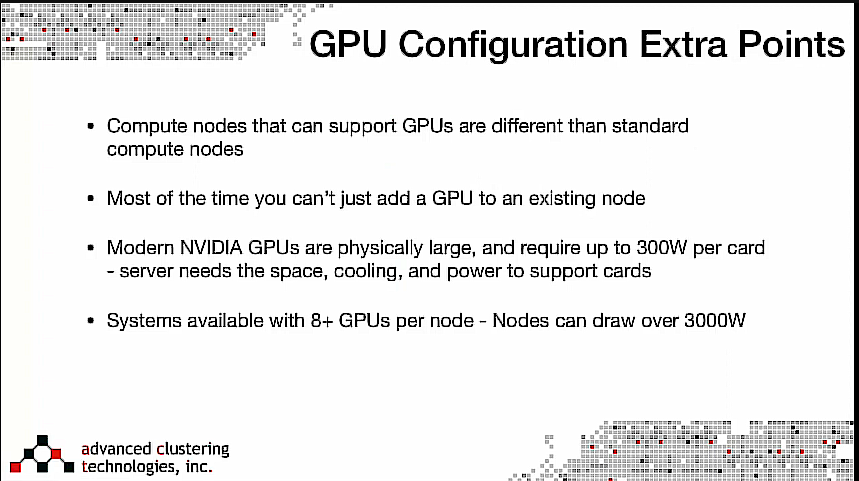 GPU Configuration Extra Points
• Compute nodes that can support GPUs are different than standard
compute nodes
• Most of the time you can't just add a GPU to an existing node
• Modern NVIDIA GPUs are physically large, and require up to 300W per card
- server needs the space, cooling, and power to support cards
• Systems available with 8+ GPUs per node - Nodes can draw over 3000W
advanced clustering
technologies, inc.